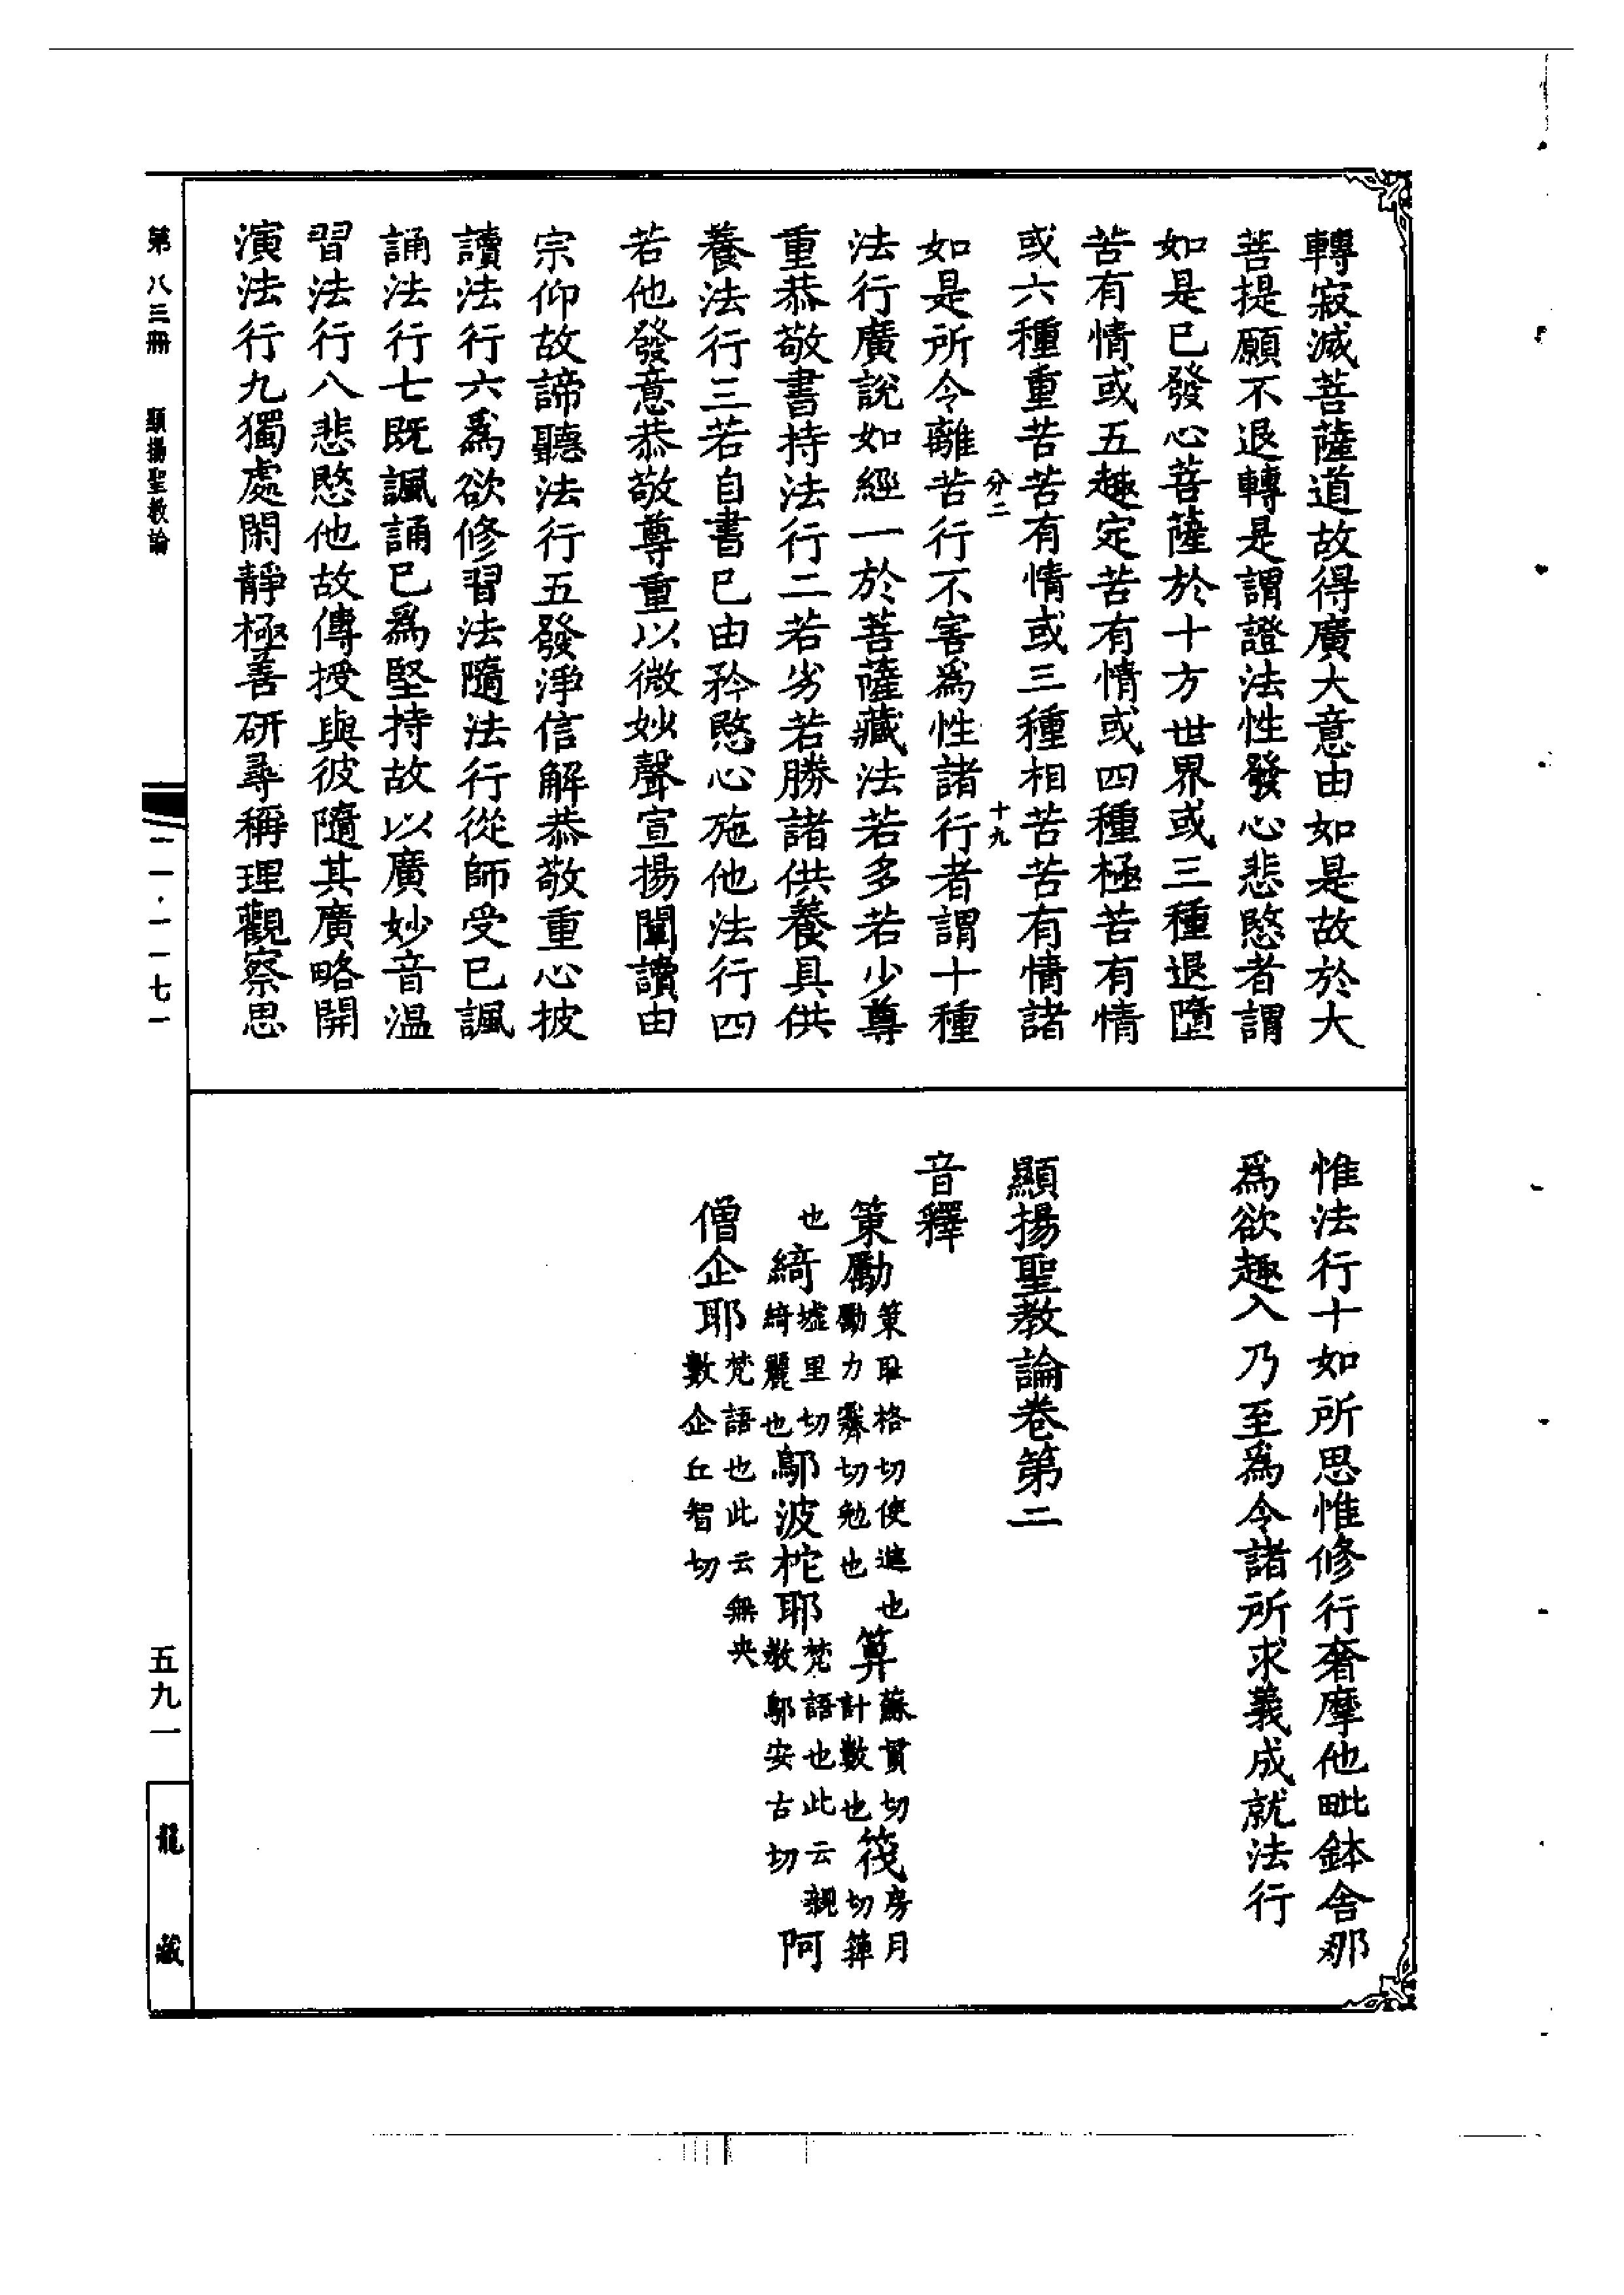 轉寂滅菩薩道故得廣大意由如是故於大
菩提願不退轉是謂證法性發心悲愍者謂
如是已發心菩薩於十方世界或三種退墮
苦有情或五趣定苦有情或四種極苦有情
或六種重苦苦有情或三種相苦苦有情諸
分二　十九
如是所令離苦行不害為性諸行者謂十種
法行廣說如經一於菩薩藏法若多若少尊
重恭敬書持法行二若劣若勝諸供養具供
養法行三若自書已由矜愍心施他法行四
若他發意恭敬尊重以微妙聲宣揚闡讀由
宗仰故諦聽法行五發淨信解恭敬重心披
讀法行六為欲修習法隨法行從師受已諷
誦法行七既諷誦已為堅持故以廣妙音溫
習法行八悲愍他故傳授與彼隨其廣略開
演法行九獨處閑靜極善研尋稱理觀察思
第八三冊　顯揚聖教論
二一·一一七一
惟法行十如所思惟修行奢摩他毗鉢舍那
為欲趣入乃至為令諸所求義成就法行
顯揚聖教論卷第二
音釋
策勵策恥格切使進也勵力霽切勉也　算蘇貫切計數也　筏房月切簰
也　綺墟里切綺麗也　鄔波柁耶梵語也此云親教鄔安古切　阿
僧企耶梵語也此云無央數企丘智切
五九一
龍藏